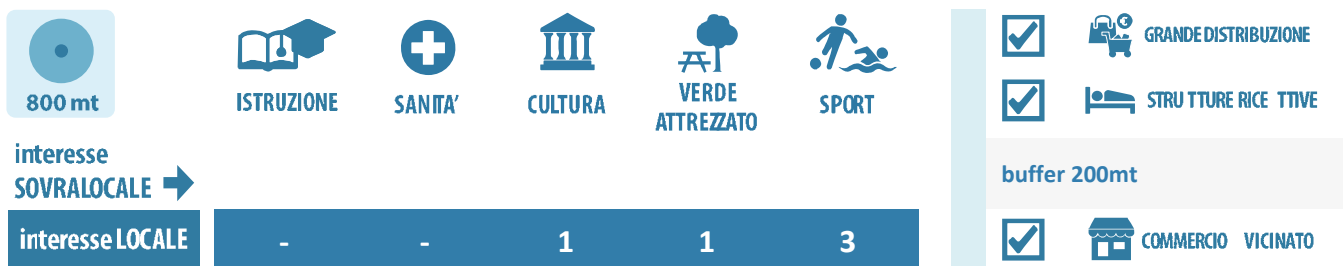 800 mt
ISTRUZIONE
SANITA'
CULTURA
VERDE
ATTREZZATO
SPORT
interesse
SOVRALOCALE
interesse LOCALE - - 1 1 3
€
GRANDE DISTRIBUZIONE
STRU TTURE RICE TTIVE
buffer 200mt
COMMERCIO VICINATO